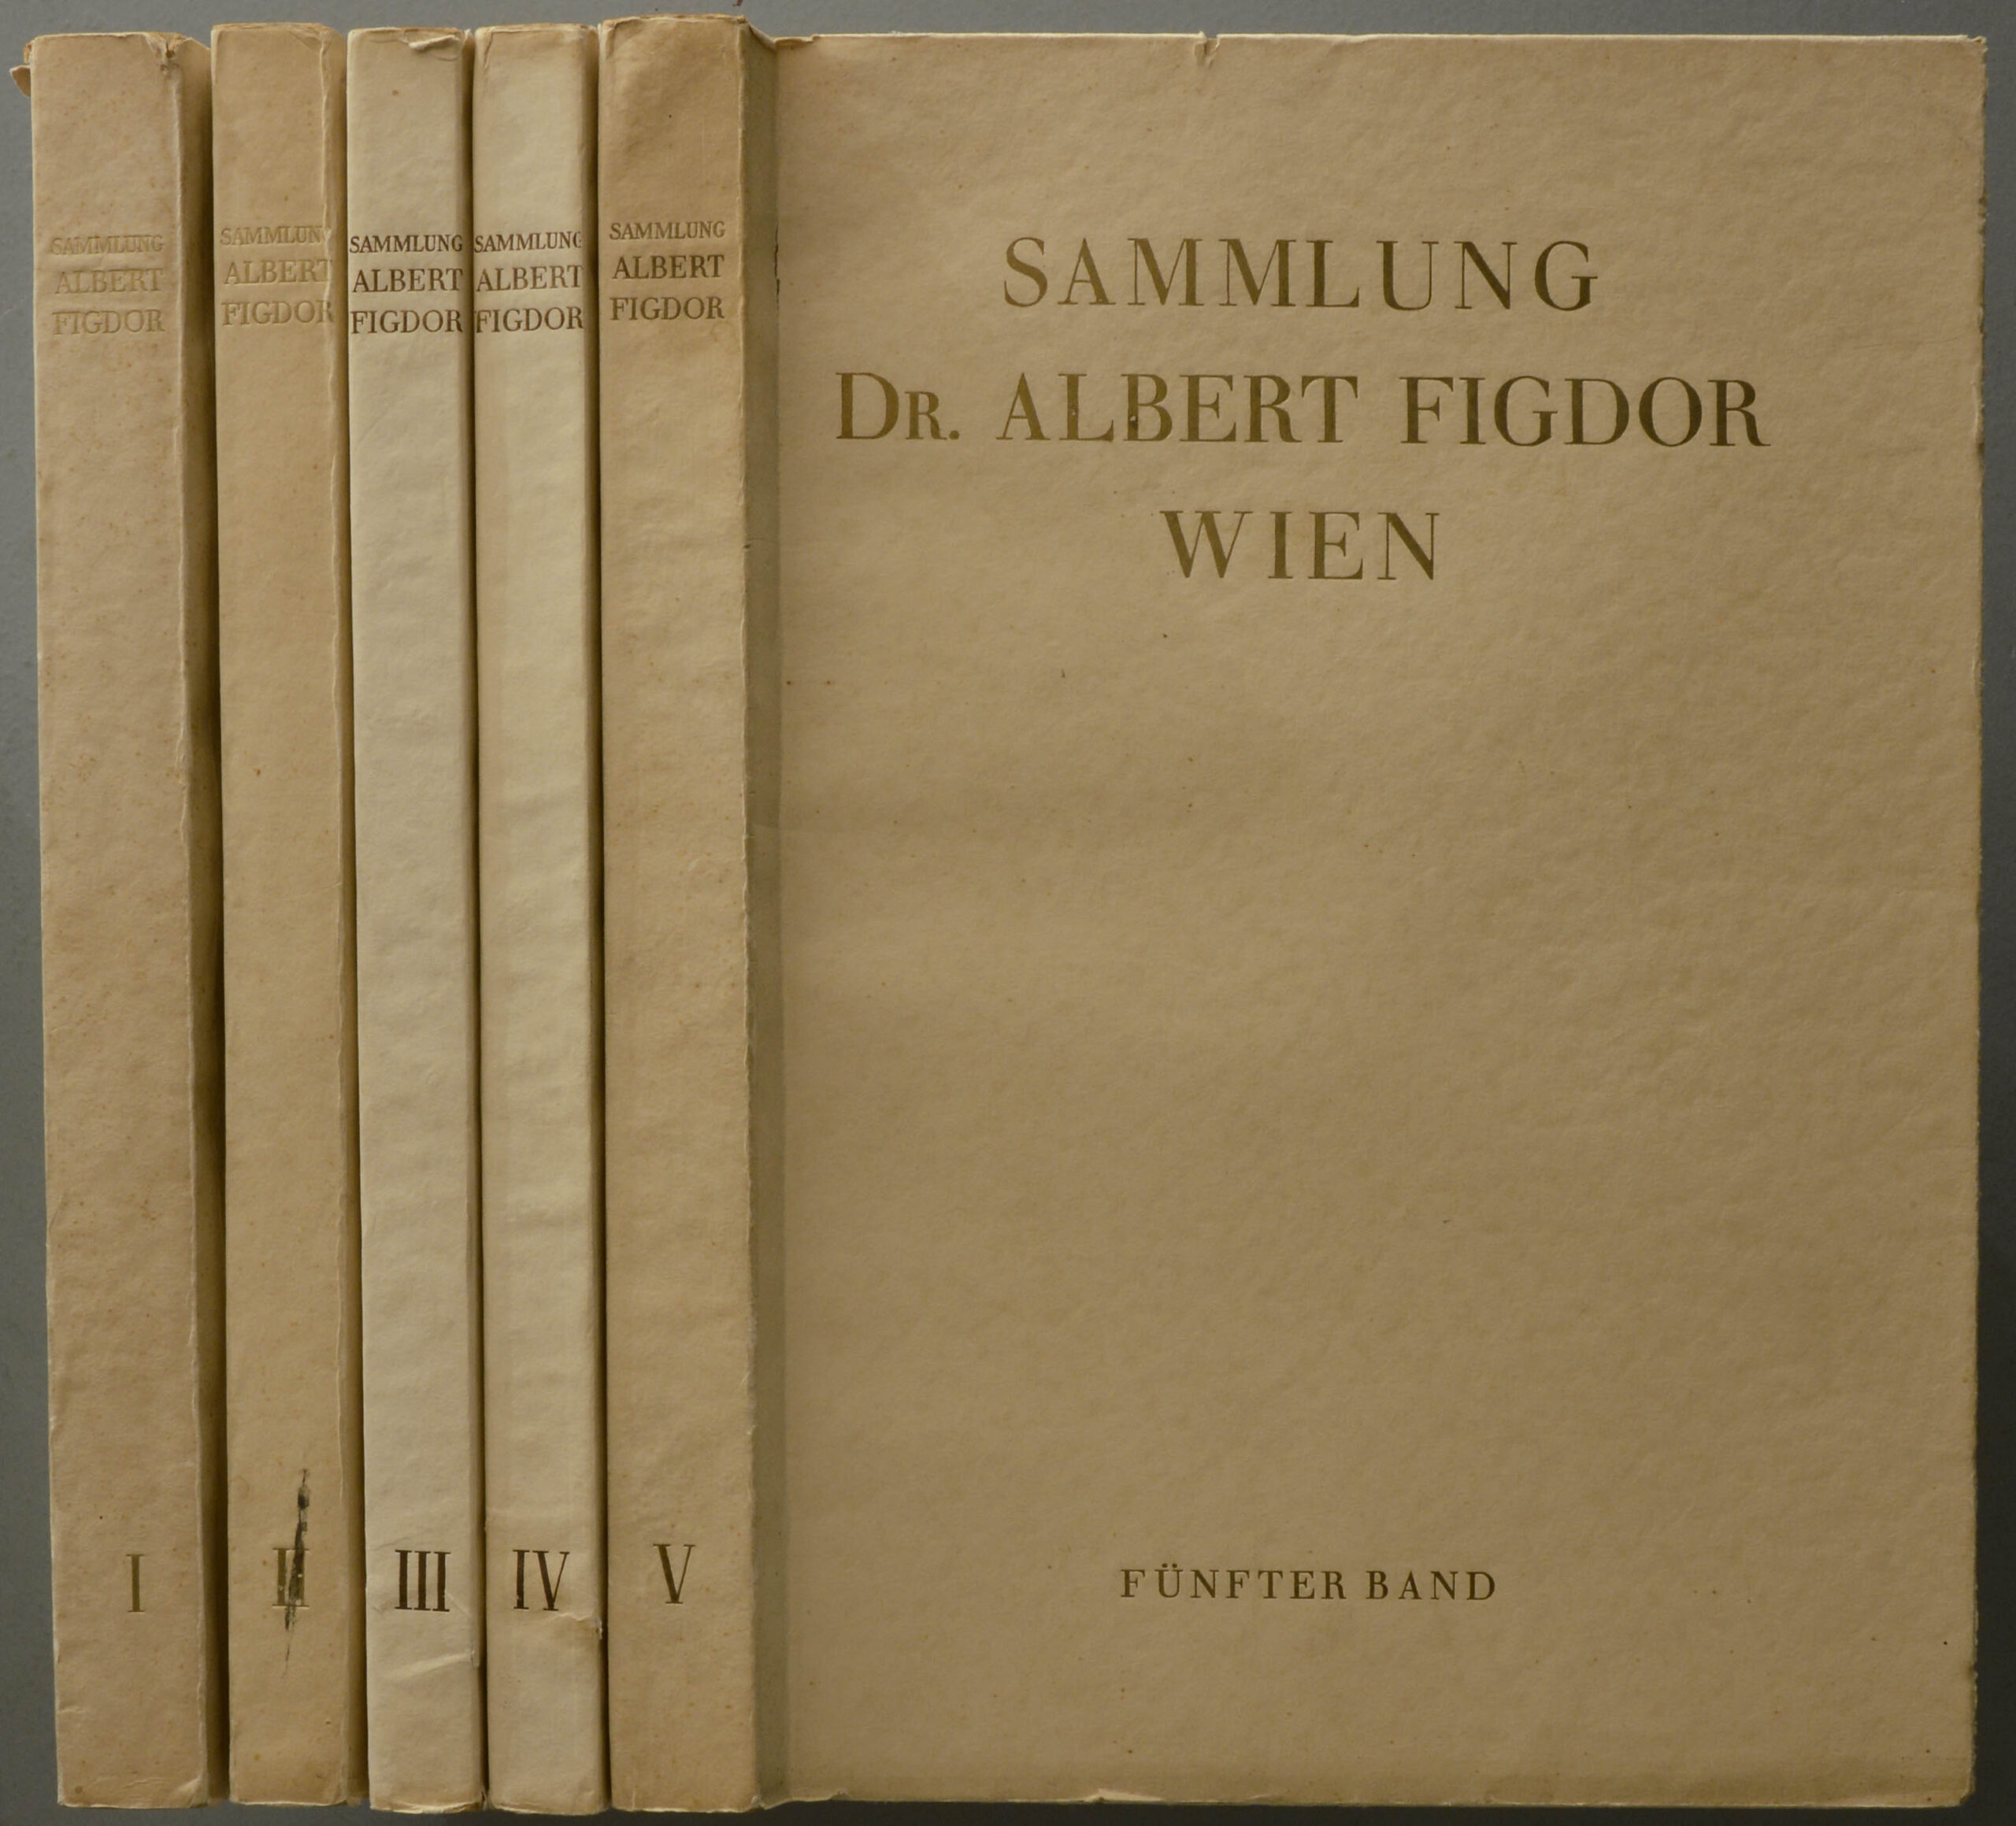 SAMMLUNG
ALBERT
FIGDOR
I
SAMMLUNG
ALBERT
FIGDOR
II
SAMMLUNG
ALBERT
FIGDOR
III
SAMMLUNG
ALBERT
FIGDOR
IV
SAMMLUNG
ALBERT
FIGDOR
V
SAMMLUNG
DR. ALBERT FIGDOR
WIEN
FÜNFTER BAND